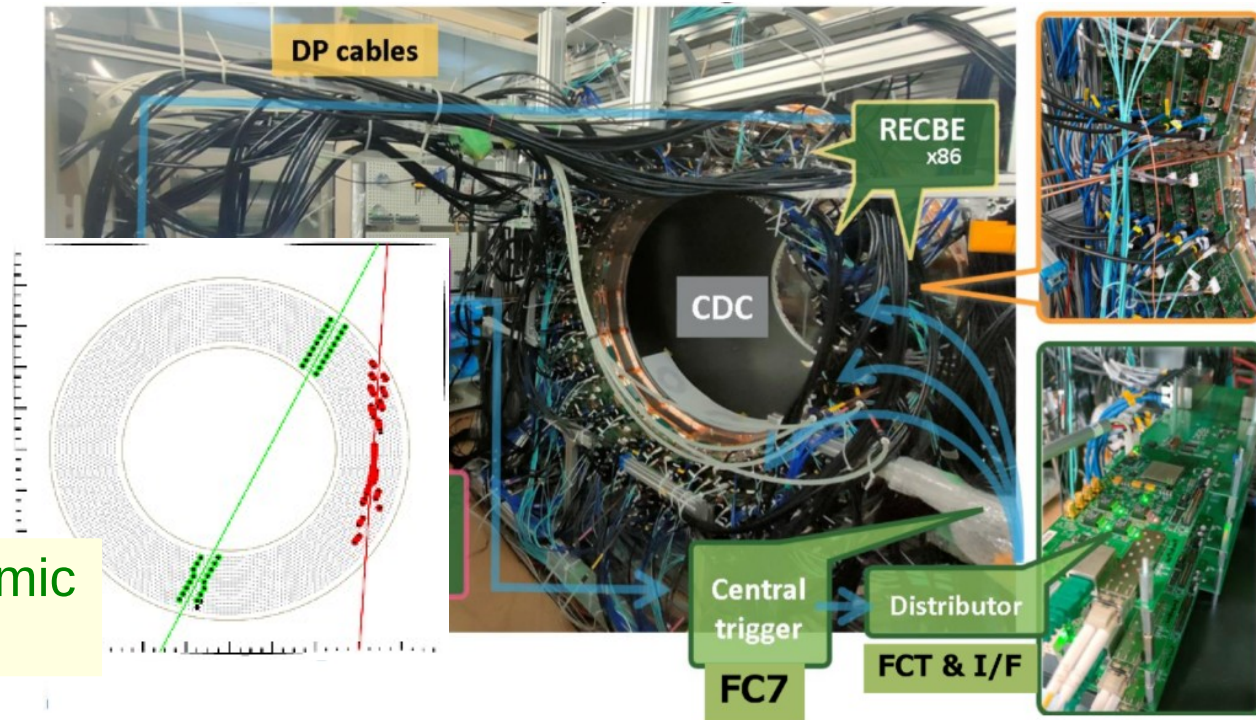 DP cables
RECBE
x86
CDC
mic
Central
trigger
Distributor
FC7
FCT & I/F